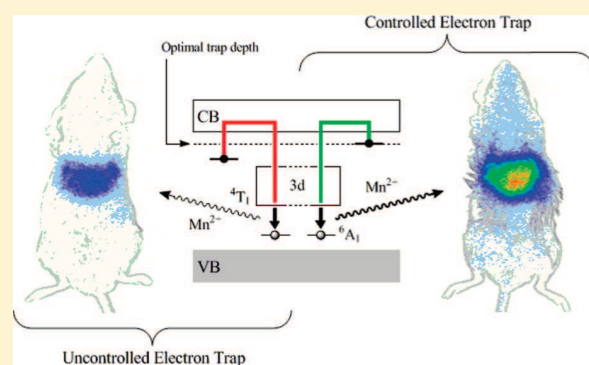 Controlled Electron Trap
Optimal trap depth
CB
3d
⁴T₁
Mn²⁺
Mn²⁺
⁶A₁
VB
Uncontrolled Electron Trap